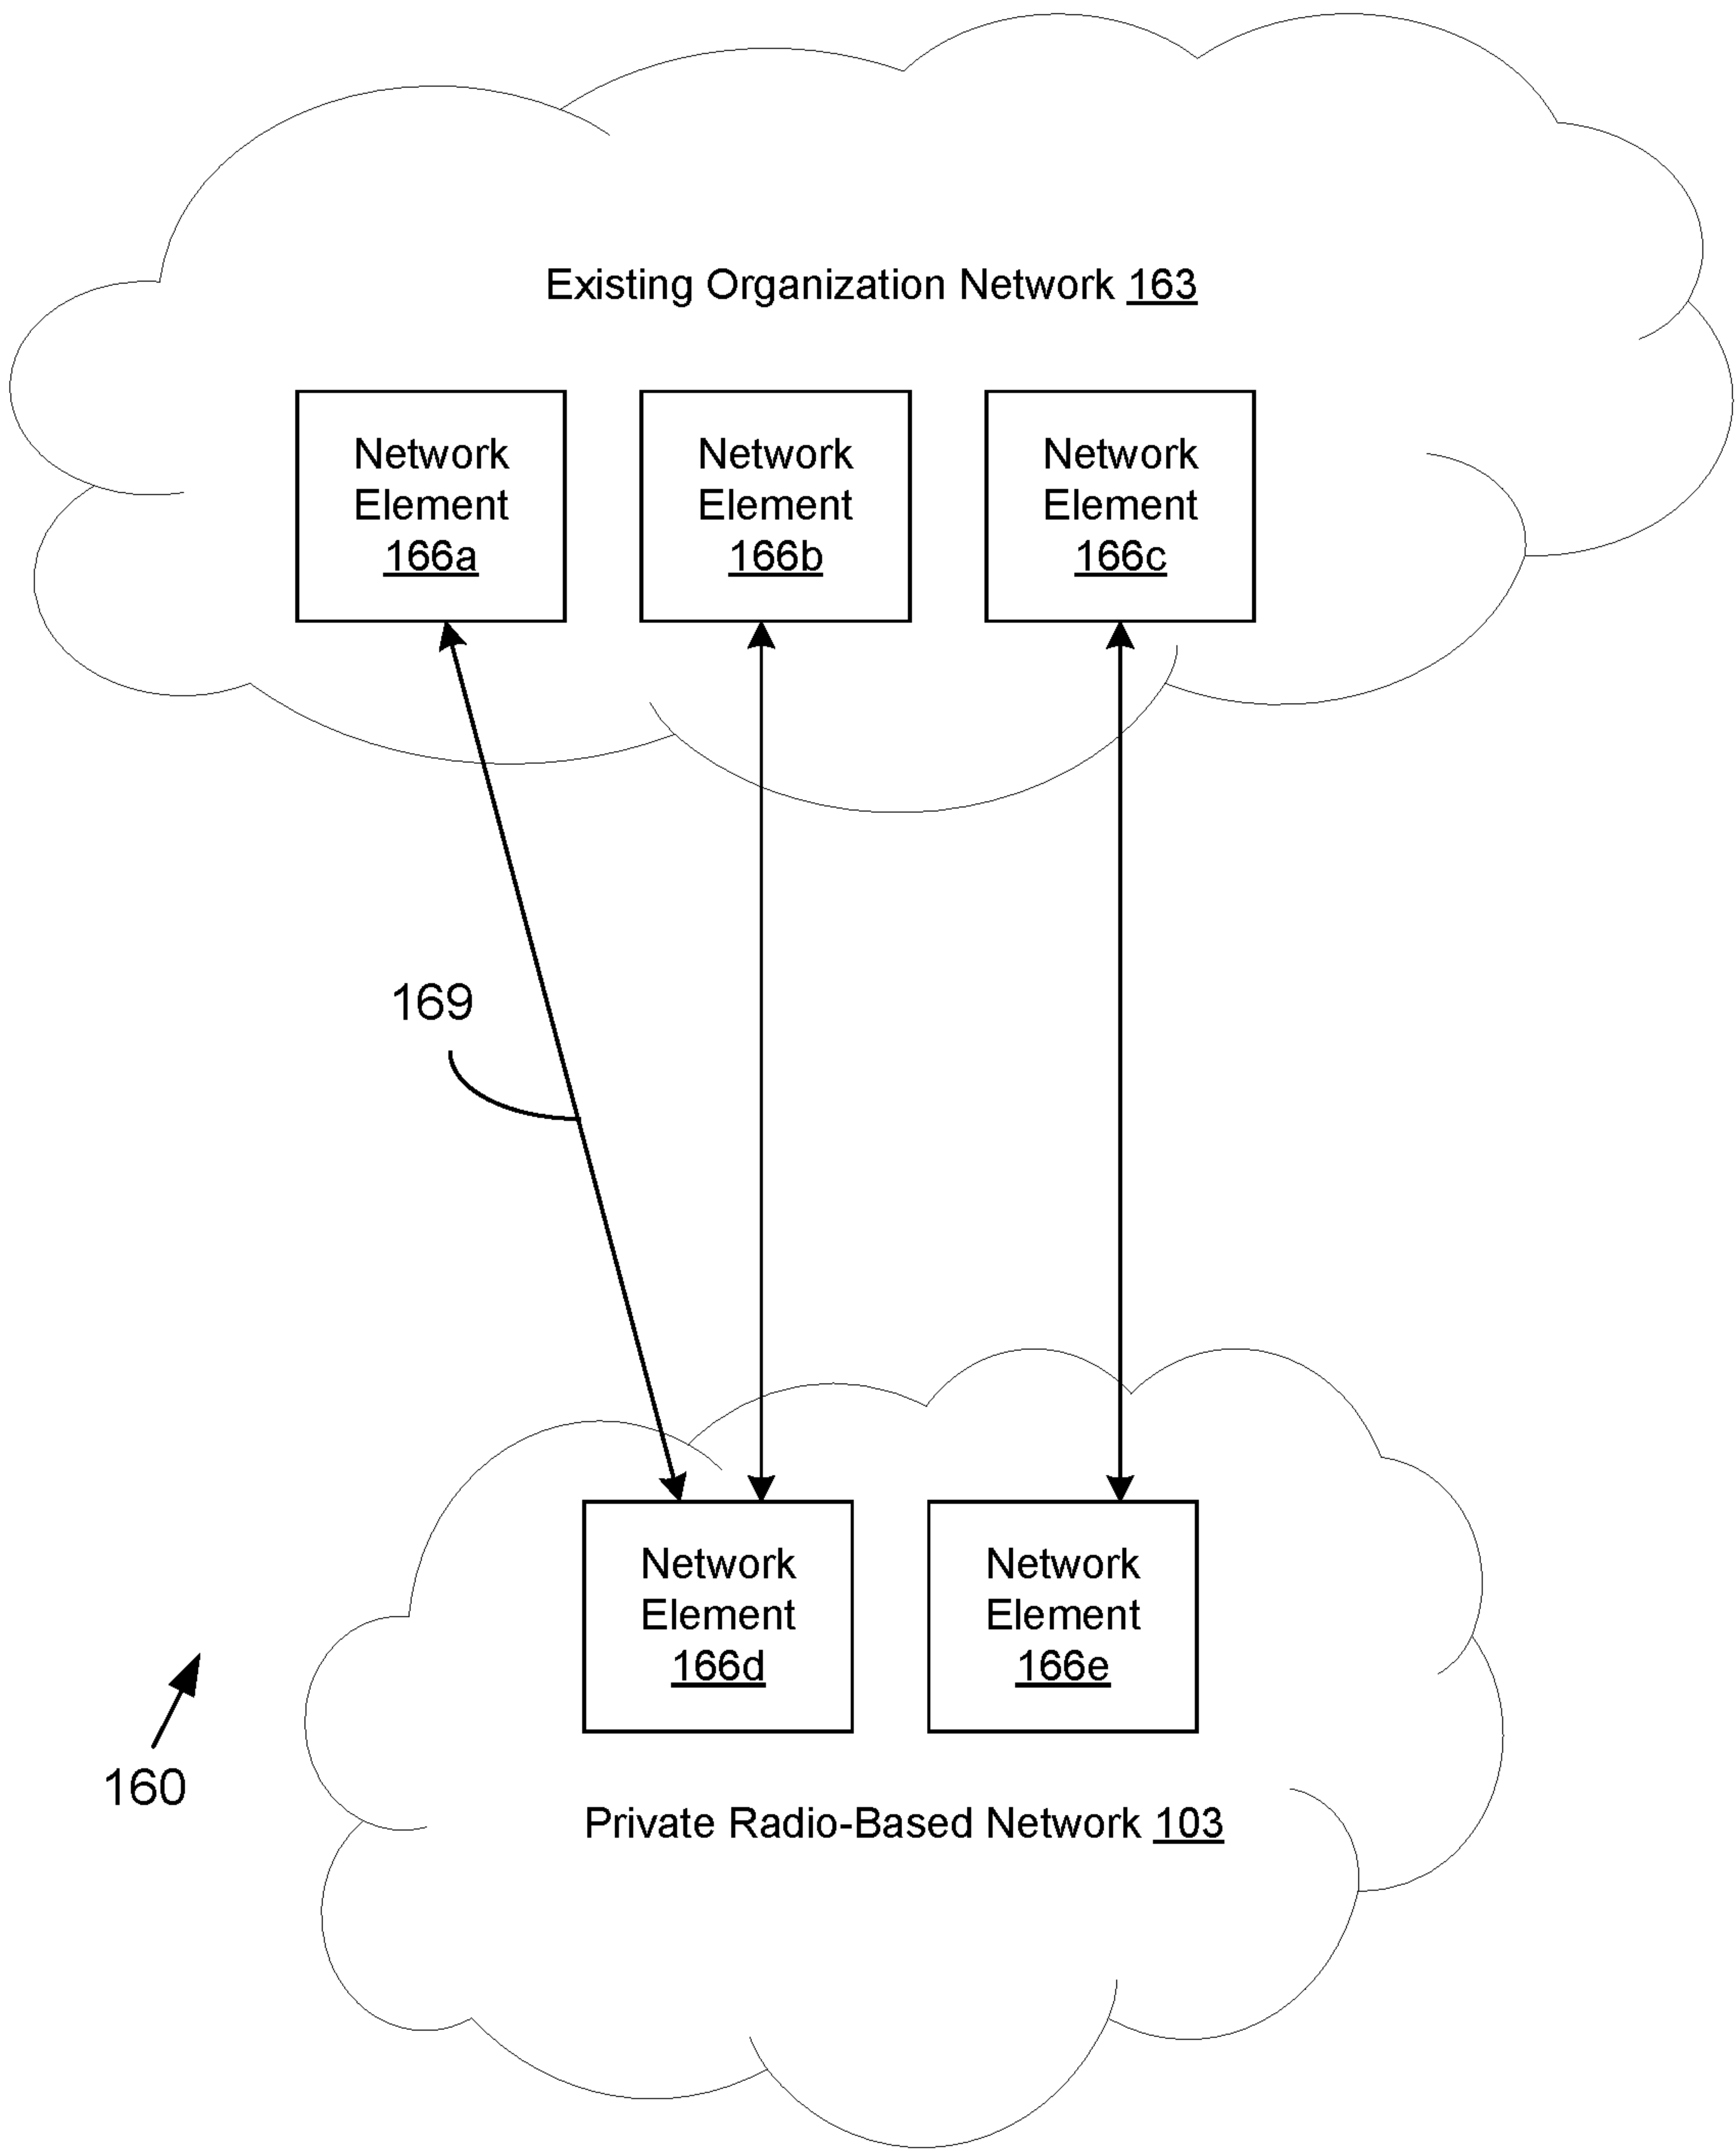 Existing Organization Network 163
Network
Element
166a
Network
Element
166b
Network
Element
166c
169
Network
Element
166d
Network
Element
166e
160
Private Radio-Based Network 103